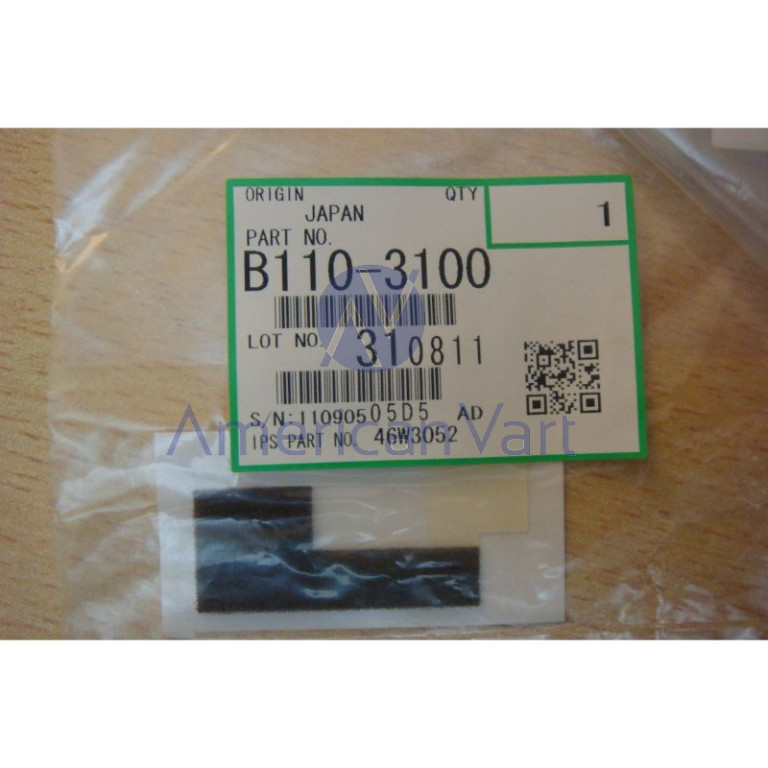 ORIGIN QTY 1
JAPAN
PART NO.
B110-3100
LOT NO. 310811
S/N:11090505D5 AD
IPS PART NO. 46W3052
American Vart